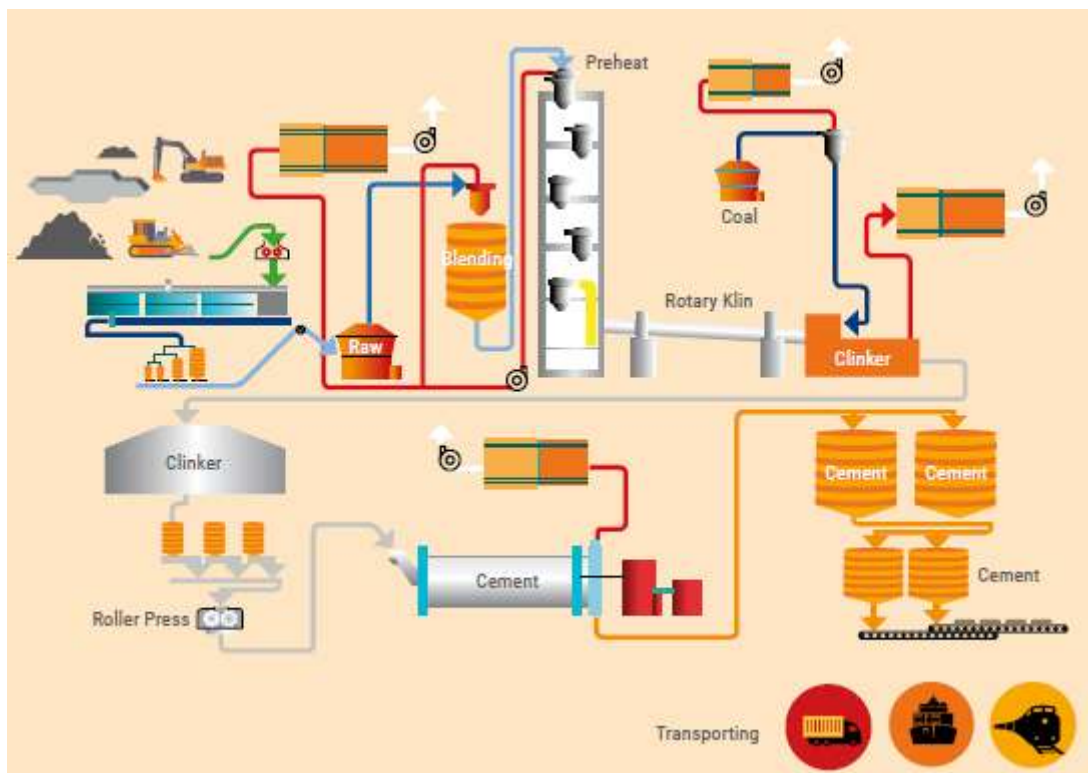 Preheat
Coal
Blending
Rotary Klin
Raw
Clinker
Clinker
Cement
Cement
Cement
Cement
Roller Press
Transporting